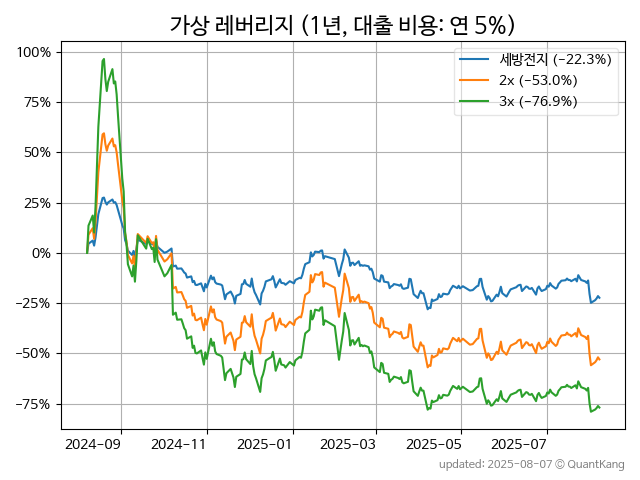 가상 레버리지 (1년, 대출 비용: 연 5%)
100%
75%
50%
25%
0%
−25%
−50%
−75%
세방전지 (-22.3%)
2x (-53.0%)
3x (-76.9%)
2024-09
2024-11
2025-01
2025-03
2025-05
2025-07
updated: 2025-08-07 © QuantKang